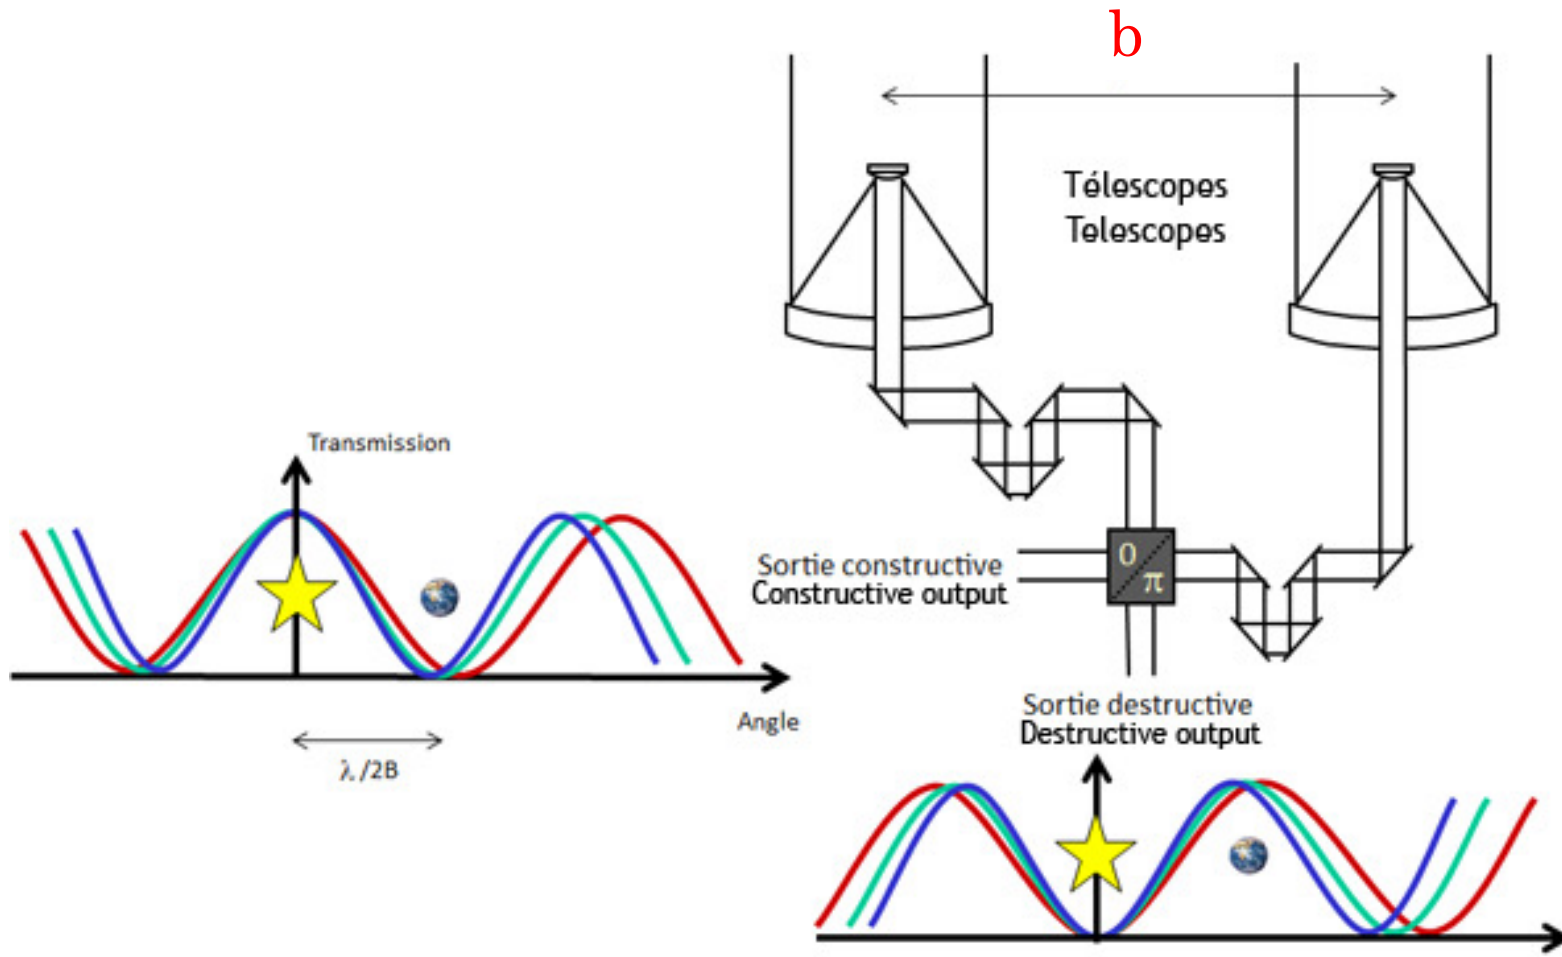 b
Télescopes
Telescopes
Transmission
Sortie constructive
Constructive output
0
π
Angle
λ/2B
Sortie destructive
Destructive output